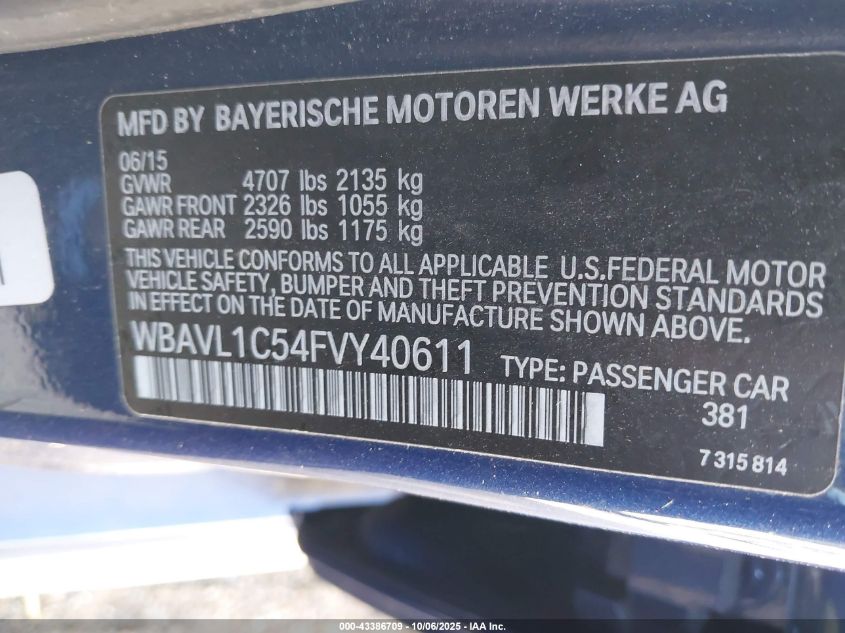 MFD BY BAYERISCHE MOTOREN WERKE AG
06/15
GVWR 4707 lbs 2135 kg
GAWR FRONT 2326 lbs 1055 kg
GAWR REAR 2590 lbs 1175 kg
THIS VEHICLE CONFORMS TO ALL APPLICABLE U.S.FEDERAL MOTOR
VEHICLE SAFETY, BUMPER AND THEFT PREVENTION STANDARDS
IN EFFECT ON THE DATE OF MANUFACTURE SHOWN ABOVE.
WBAVL1C54FVY40611 TYPE: PASSENGER CAR
381
7 315 814
000-43386709 - 10/06/2025 - IAA Inc.